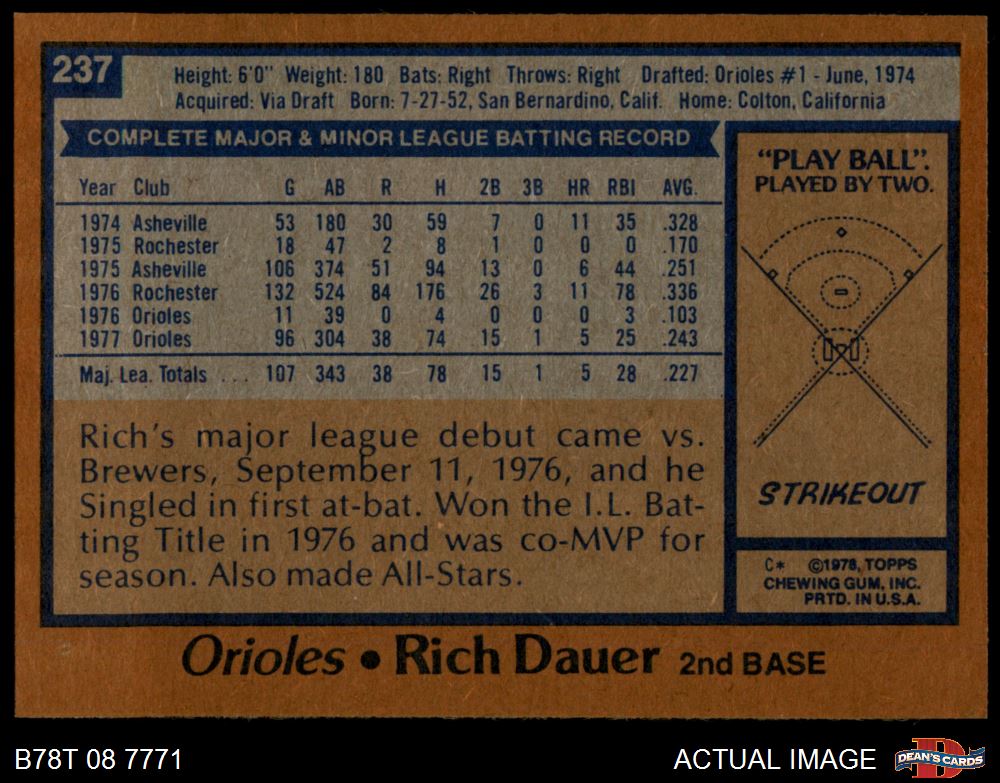 237
Height: 6'0" Weight: 180 Bats: Right Throws: Right Drafted: Orioles #1 - June, 1974
Acquired: Via Draft Born: 7-27-52, San Bernardino, Calif. Home: Colton, California
COMPLETE MAJOR & MINOR LEAGUE BATTING RECORD
Year Club G AB R H 2B 3B HR RBI AVG.
1974 Asheville 53 180 30 59 7 0 11 35 .328
1975 Rochester 18 47 2 8 1 0 0 0 .170
1975 Asheville 106 374 51 94 13 0 6 44 .251
1976 Rochester 132 524 84 176 26 3 11 78 .336
1976 Orioles 11 39 0 4 0 0 0 3 .103
1977 Orioles 96 304 38 74 15 1 5 25 .243
Maj. Lea. Totals ... 107 343 38 78 15 1 5 28 .227
Rich's major league debut came vs.
Brewers, September 11, 1976, and he
Singled in first at-bat. Won the I.L. Bat-
ting Title in 1976 and was co-MVP for
season. Also made All-Stars.
"PLAY BALL".
PLAYED BY TWO.
STRIKEOUT
C* ©1978, TOPPS
CHEWING GUM, INC.
PRTD. IN U.S.A.
Orioles • Rich Dauer 2nd BASE
B78T 08 7771
ACTUAL IMAGE
D
DEAN'S CARDS